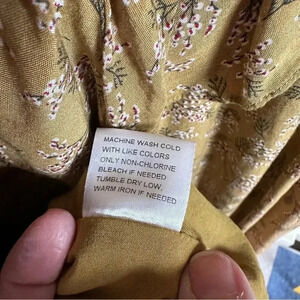 MACHINE WASH COLD
WITH LIKE COLORS
ONLY NON-CHLORINE
BLEACH IF NEEDED
TUMBLE DRY LOW,
WARM IRON IF NEEDED